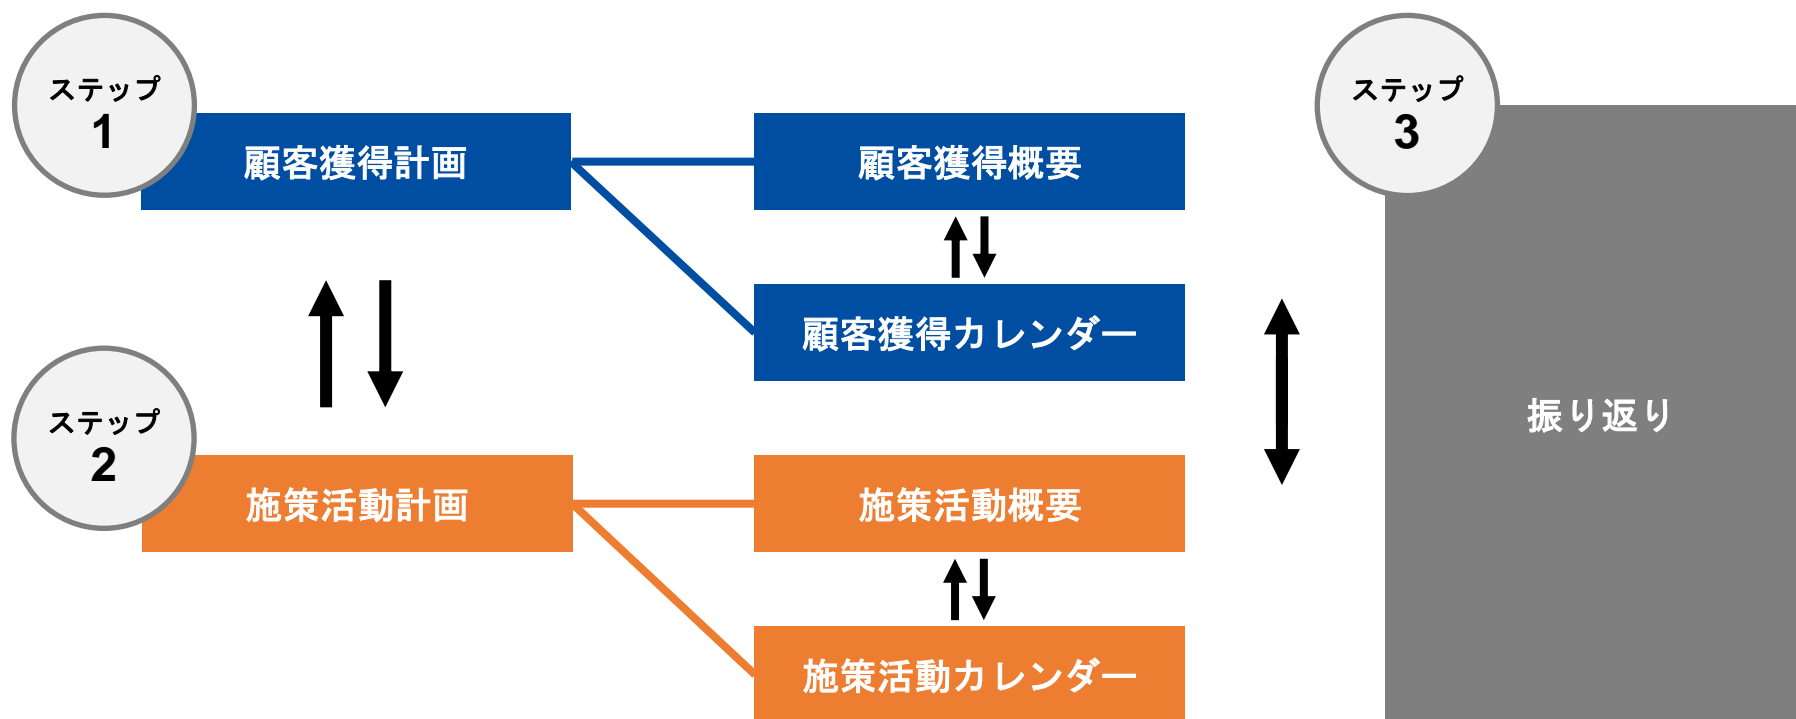 ステップ
1
顧客獲得計画
顧客獲得概要
顧客獲得カレンダー
ステップ
2
施策活動計画
施策活動概要
施策活動カレンダー
ステップ
3
振り返り